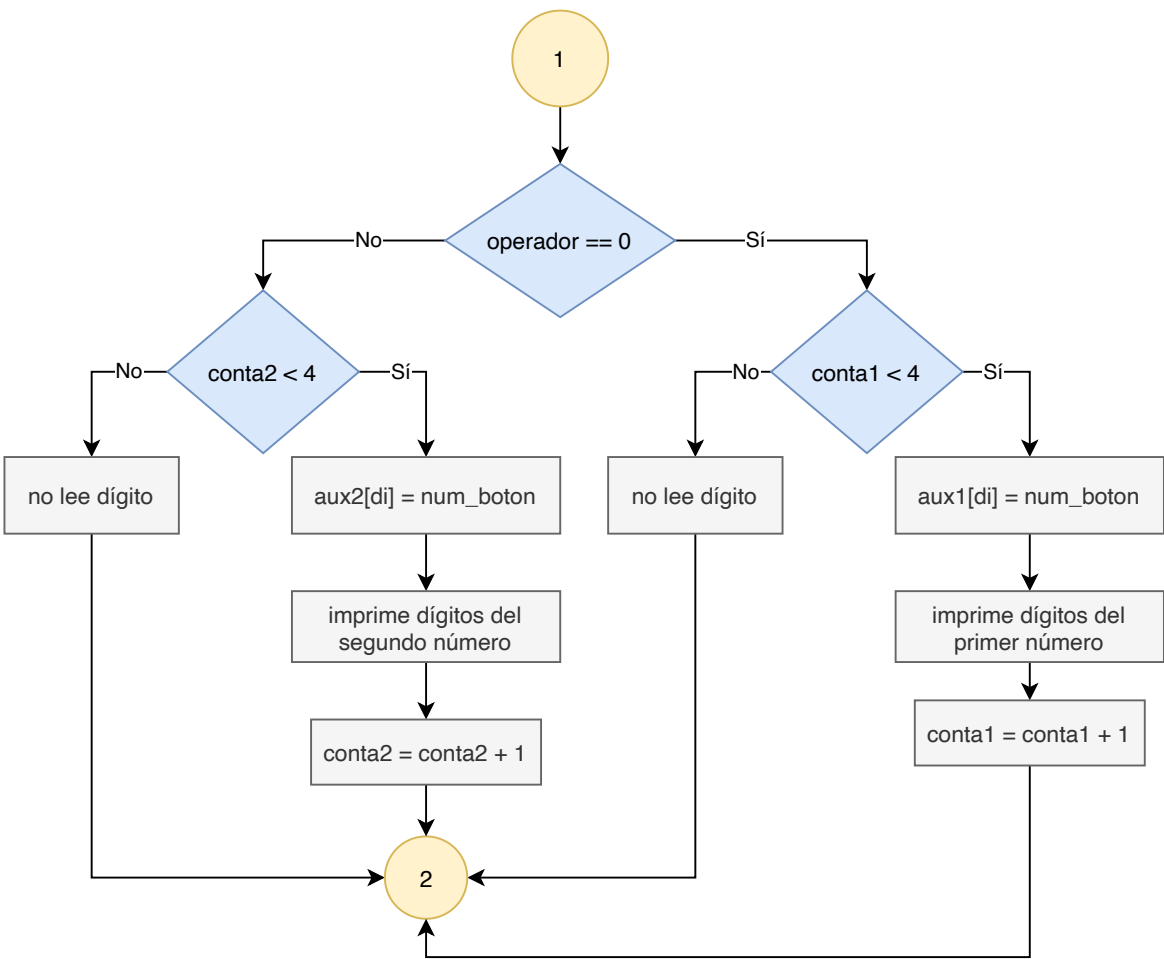 1
operador == 0
No
Sí
conta2 < 4
conta1 < 4
No
Sí
No
Sí
no lee dígito
aux2[di] = num_boton
no lee dígito
aux1[di] = num_boton
imprime dígitos del
segundo número
imprime dígitos del
primer número
conta2 = conta2 + 1
conta1 = conta1 + 1
2